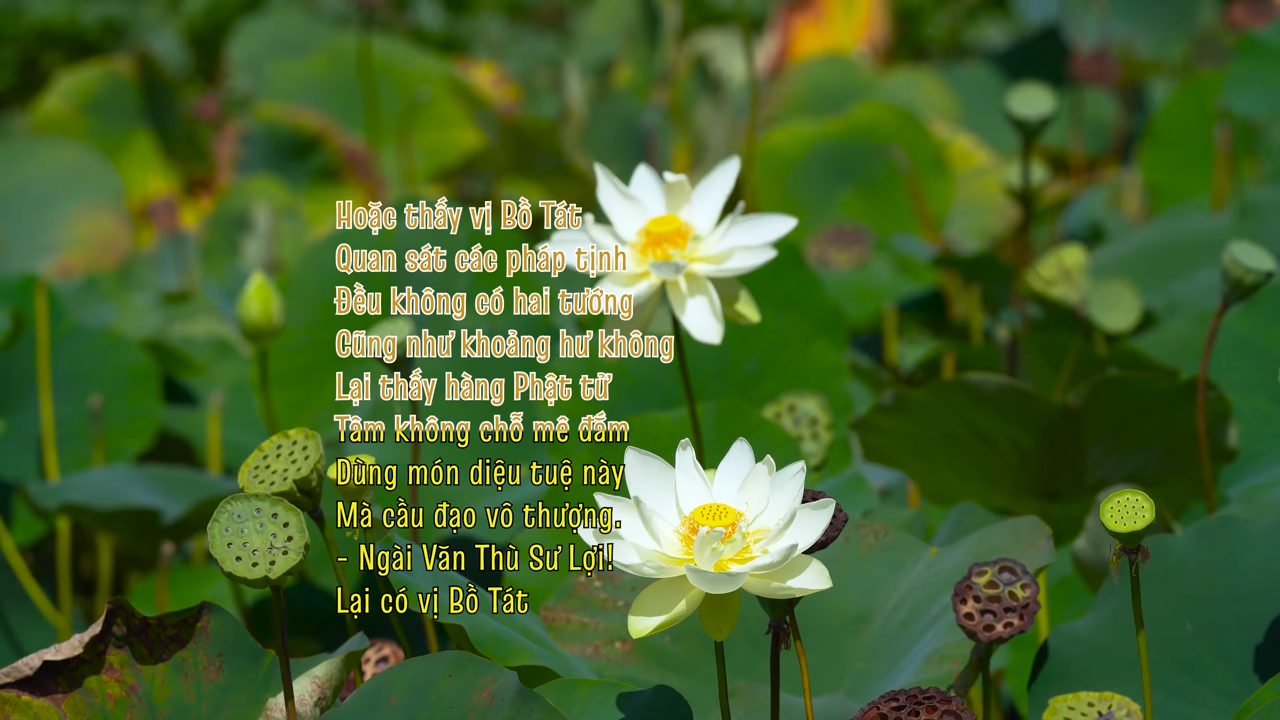 Hoặc thấy vị Bồ Tát
Quan sát các pháp tịnh
Đều không có hai tướng
Cũng như khoảng hư không
Lại thấy hàng Phật tử
Tâm không chỗ mê đắm
Dùng món diệu tuệ này
Mà cầu đạo vô thượng.
- Ngài Văn Thù Sư Lợi!
Lại có vị Bồ Tát